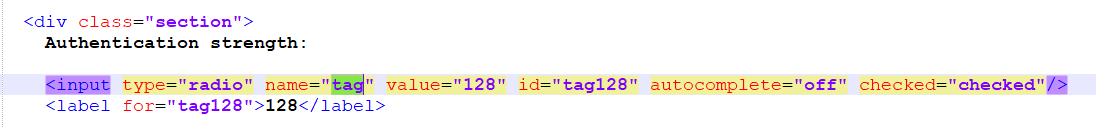 <div class="section">
Authentication strength:
<input type="radio" name="tag" value="128" id="tag128" autocomplete="off" checked="checked"/>
<label for="tag128">128</label>